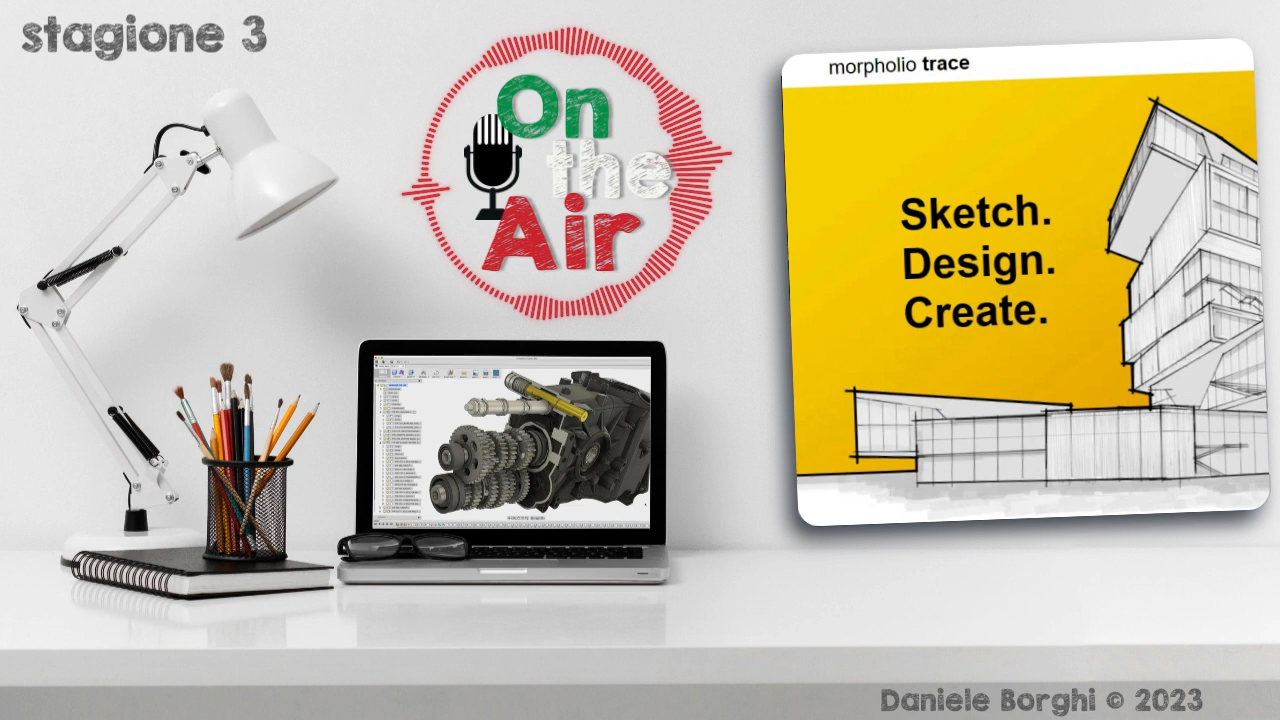 stagione 3
On
the
Air
morpholio trace
Sketch.
Design.
Create.
Daniele Borghi © 2023